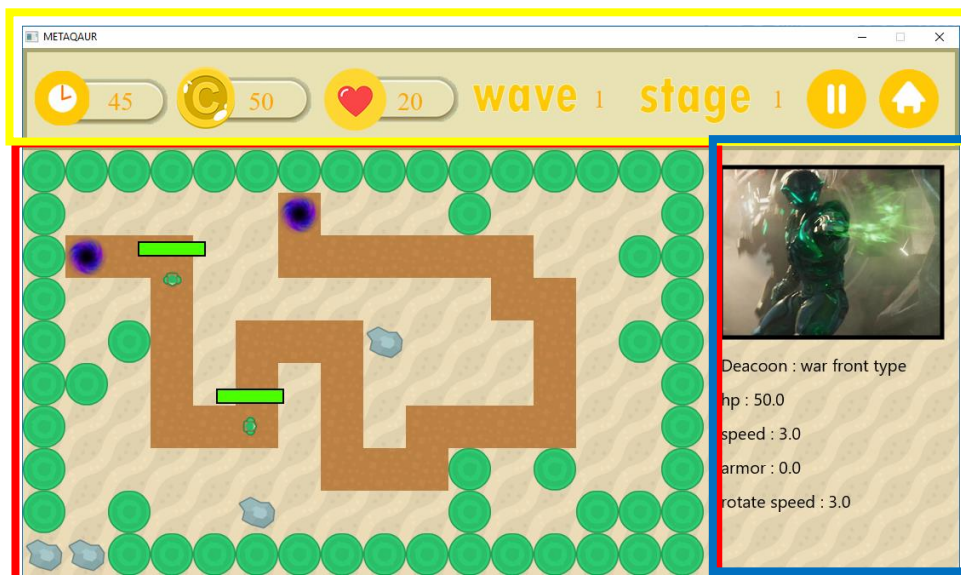 METAQAUR
45 C 50 20 wave 1 stage 1
Deacoon : war front type
hp : 50.0
speed : 3.0
armor : 0.0
rotate speed : 3.0